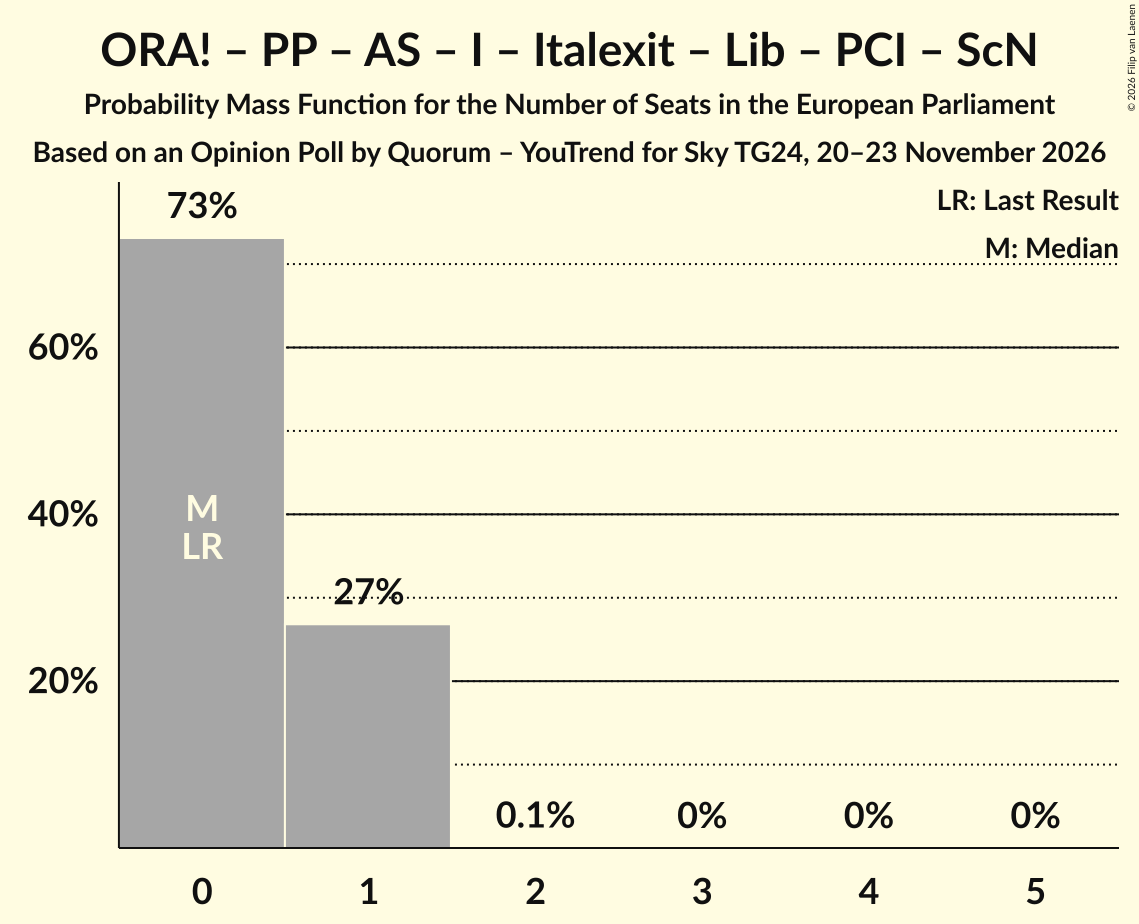 ORA! – PP – AS – I – Italexit – Lib – PCI – ScN
Probability Mass Function for the Number of Seats in the European Parliament
Based on an Opinion Poll by Quorum – YouTrend for Sky TG24, 20–23 November 2026
© 2026 Filip van Laenen
LR: Last Result
M: Median
73%
60%
40%
20%
M
LR
27%
0.1%
0%
0%
0%
0
1
2
3
4
5